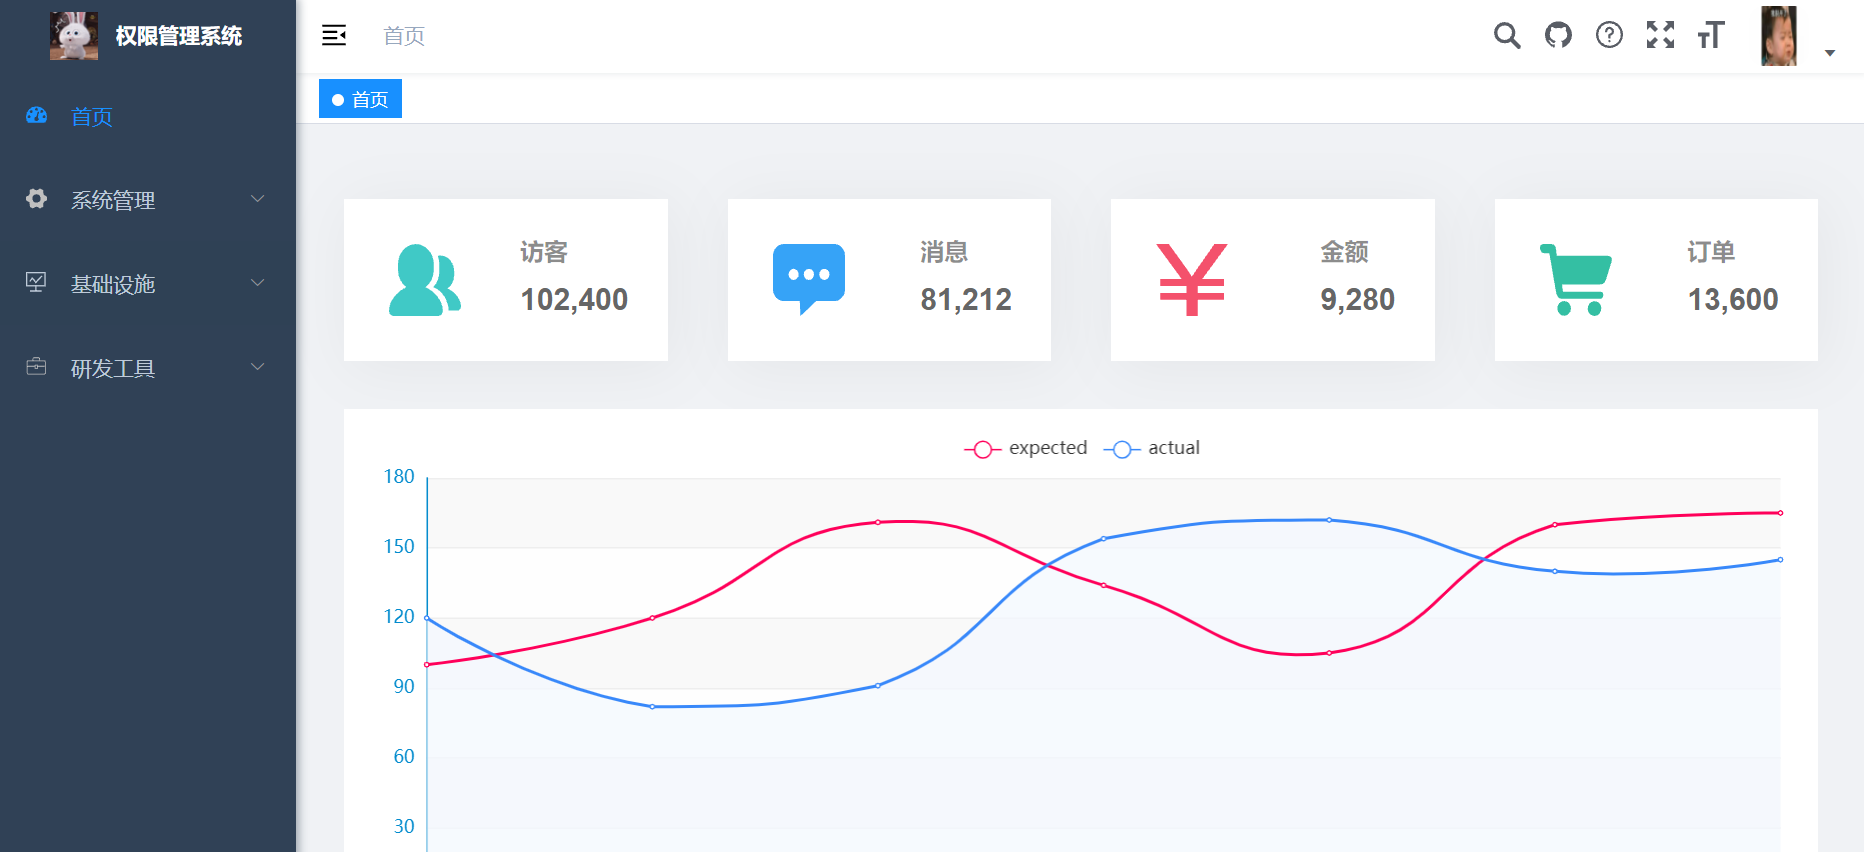 权限管理系统
首页
首页
首页
系统管理
基础设施
研发工具
访客
102,400
消息
81,212
金额
9,280
订单
13,600
expected
actual
180
150
120
90
60
30